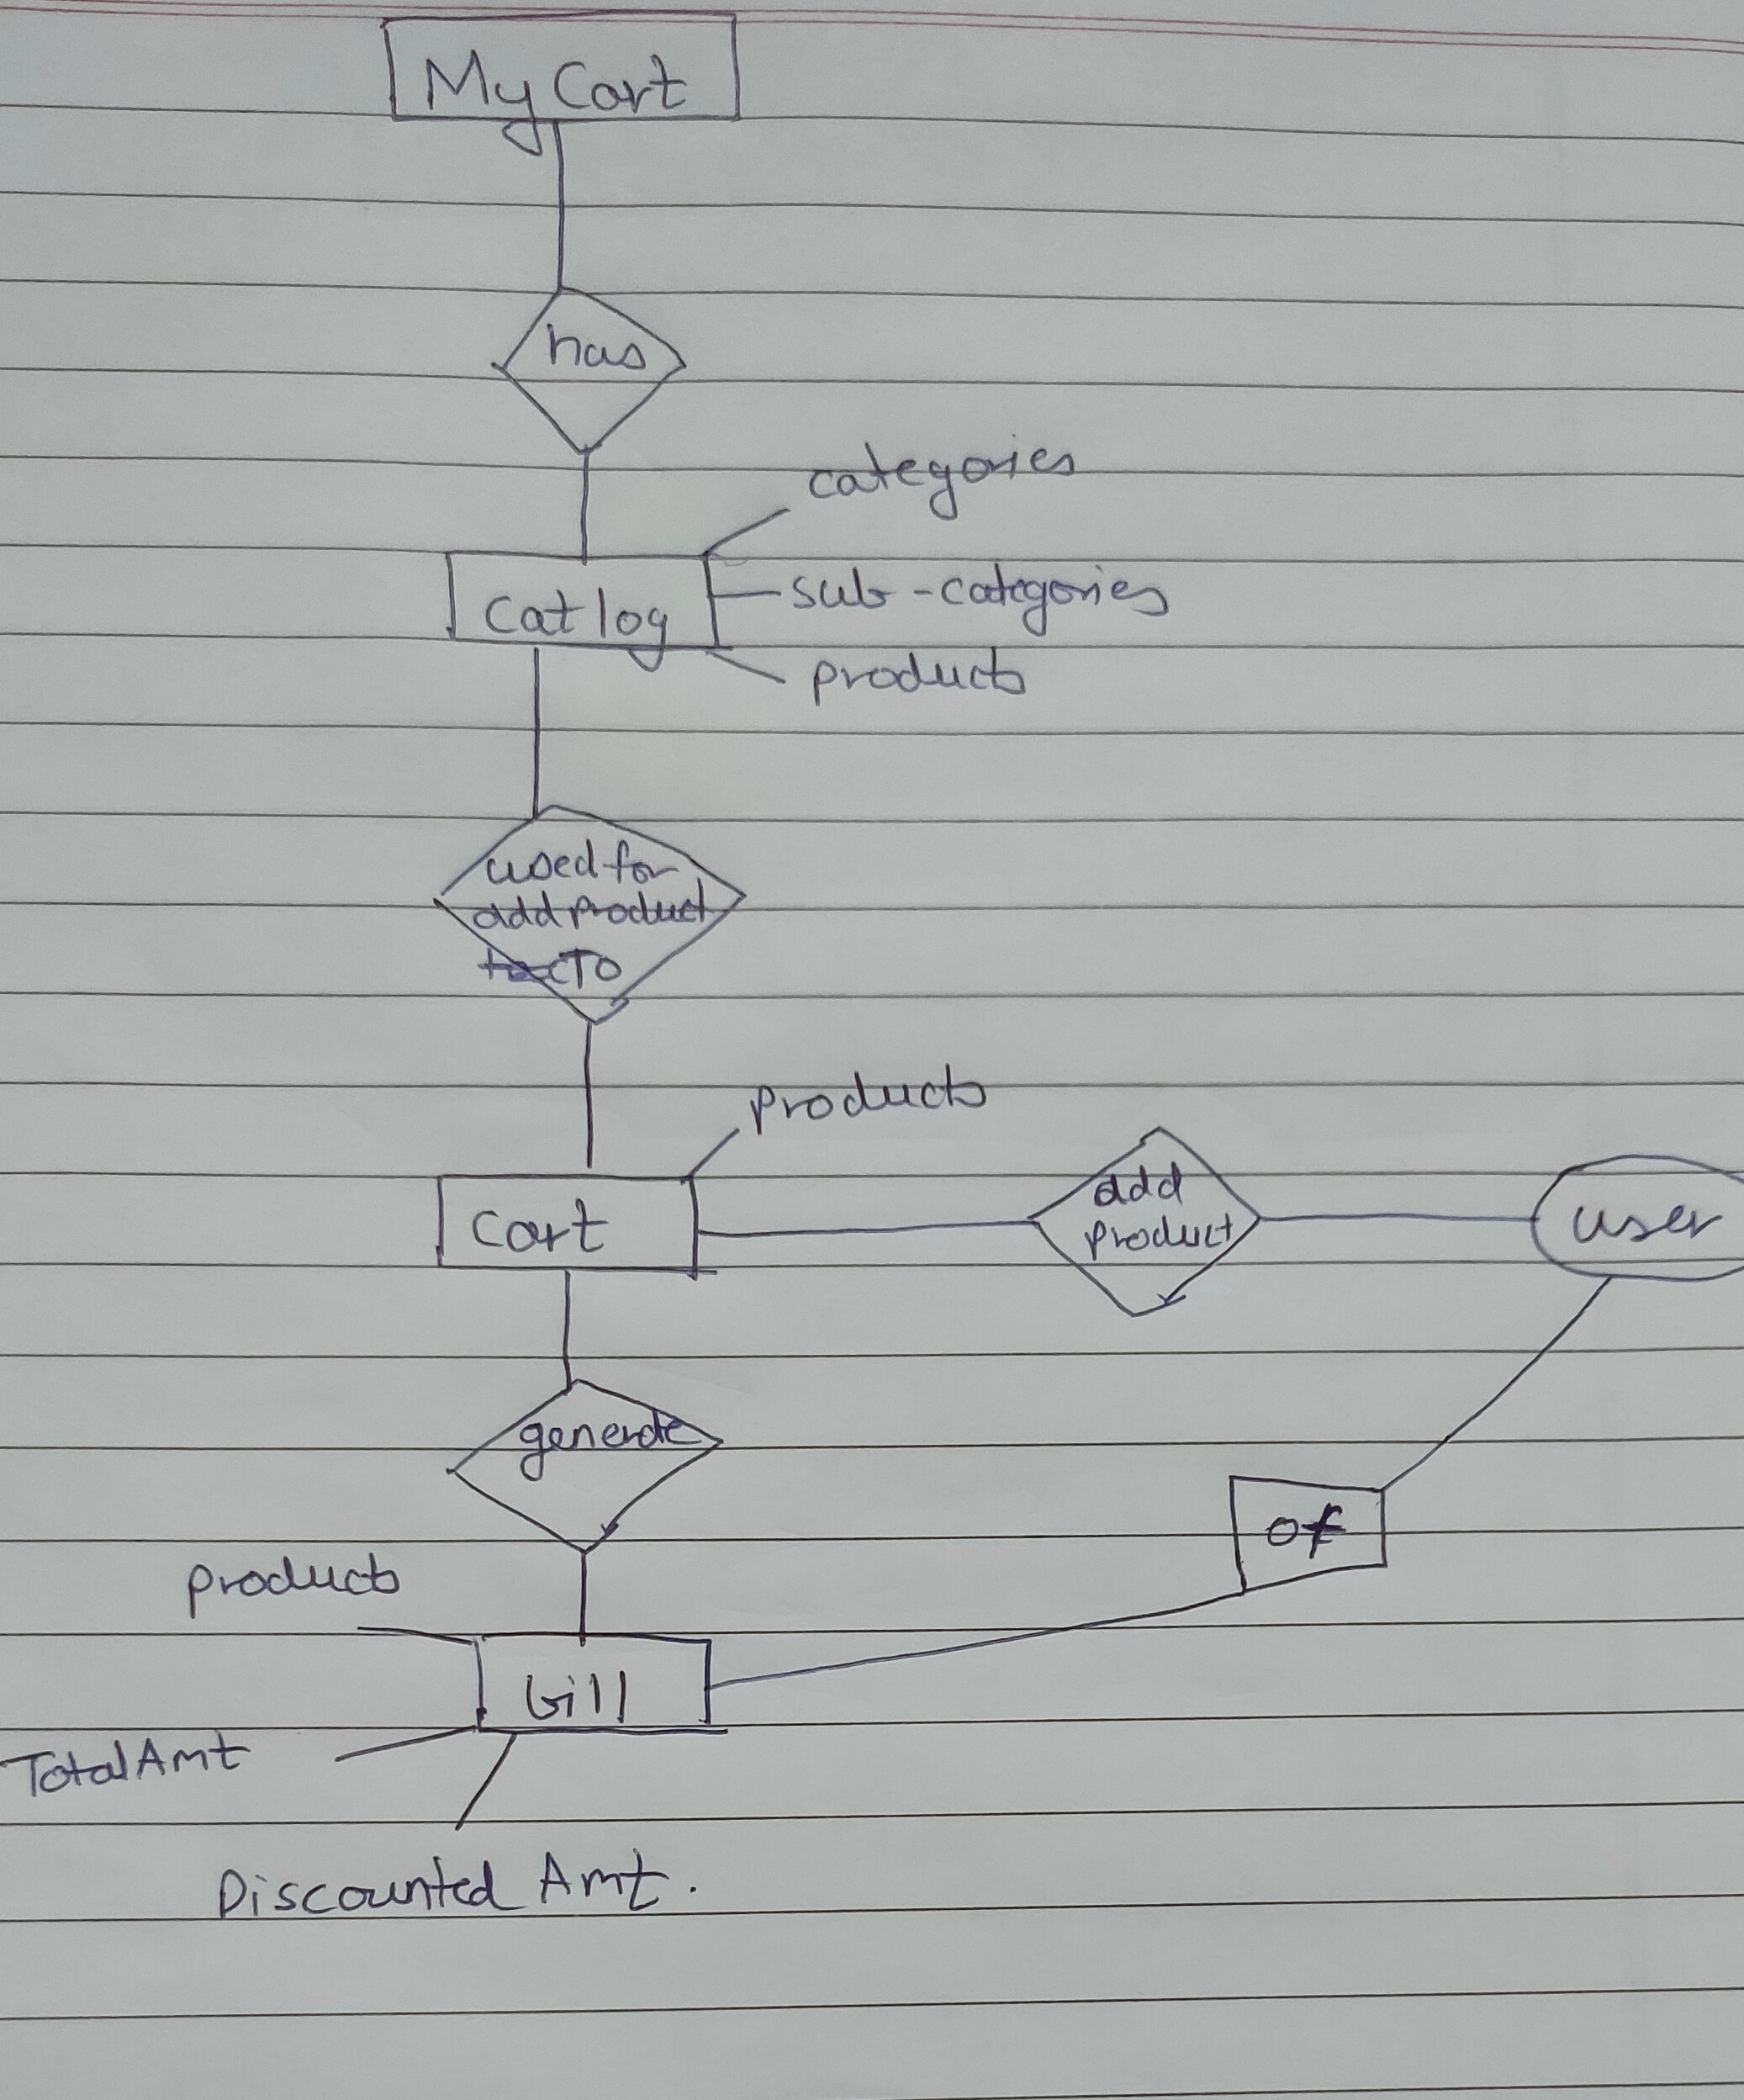 My Cart
has
categories
catlog
sub-categories
products
used for
add product
TO
products
cart
add
product
user
generate
of
products
bill
TotalAmt
Discounted Amt.